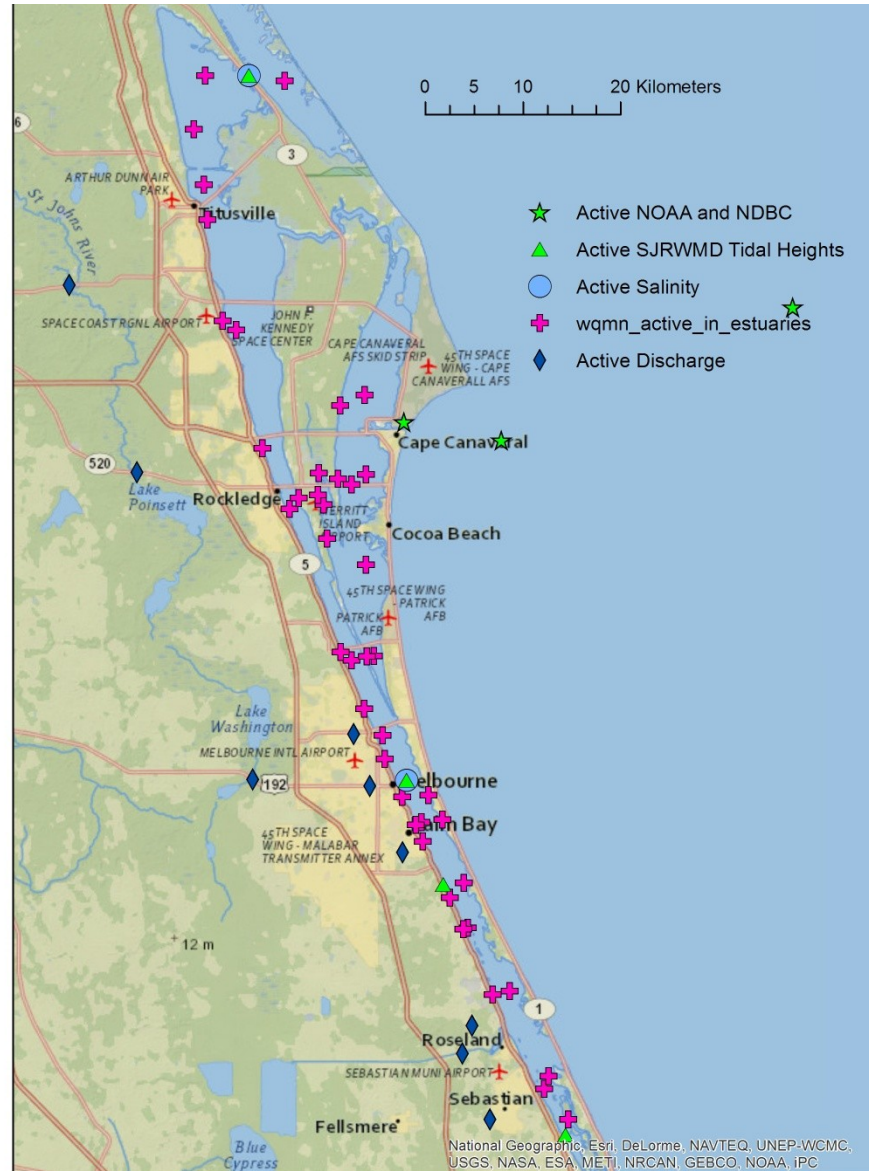 0 5 10 20 Kilometers
6
3
ARTHUR DUNN AIR
PARK
St Johns River
Titusville
Active NOAA and NDBC
Active SJRWMD Tidal Heights
Active Salinity
wqmn_active_in_estuaries
Active Discharge
SPACECOAST RGNL AIRPORT
JOHN F.
KENNEDY
SPACE CENTER
CAPE CANAVERAL
AFS SKID STRIP
45TH SPACE
WING - CAPE
CANAVERALL AFS
Cape Canaveral
520
Lake
Poinsett
Rockledge
MERRITT
ISLAND
AIRPORT
Cocoa Beach
5
45TH SPACE WING
- PATRICK
AFB
PATRICK
AFB
Lake
Washington
MELBOURNE INTL AIRPORT
192
elbourne
Palm Bay
45TH SPACE
WING - MALABAR
TRANSMITTER ANNEX
12 m
1
Roseland
SEBASTIAN MUNI AIRPORT
Sebastian
Fellsmere
Blue
Cypress
National Geographic, Esri, DeLorme, NAVTEQ, UNEP-WCMC,
USGS, NASA, ESA, METI, NRCAN, GEBCO, NOAA, iPC